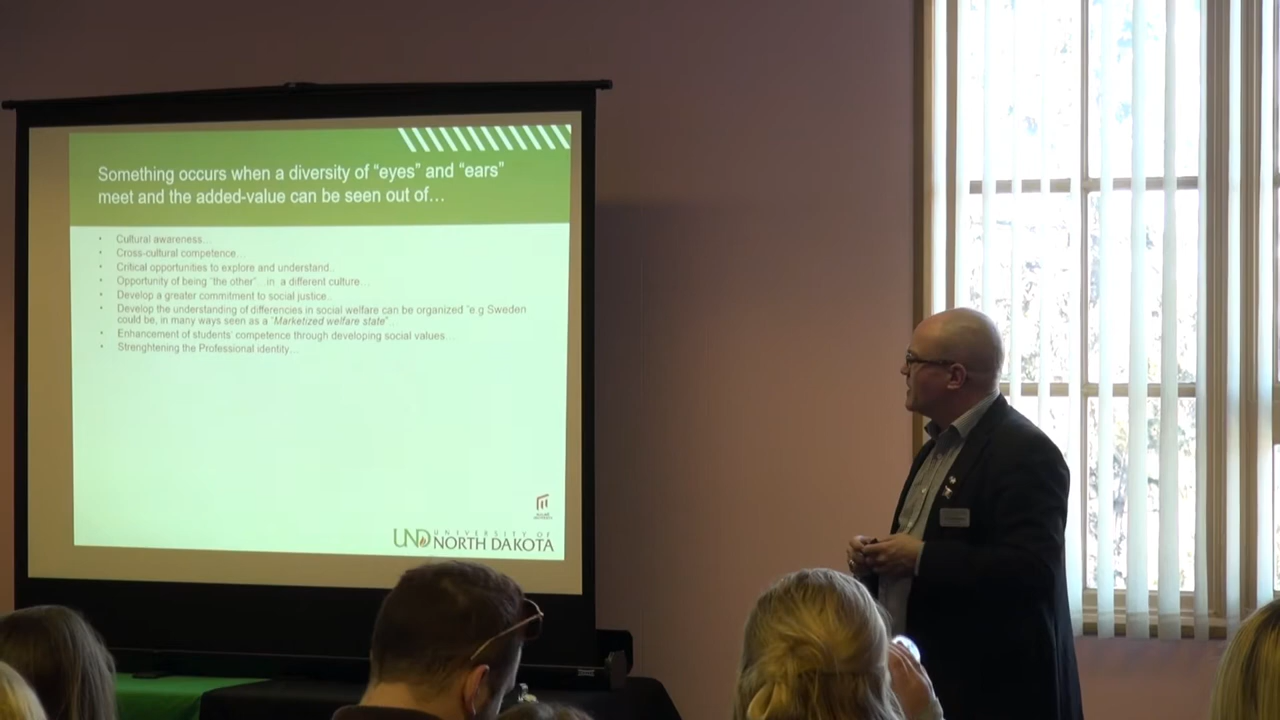 Something occurs when a diversity of “eyes” and “ears”
meet and the added-value can be seen out of…
• Cultural awareness…
• Cross-cultural competence…
• Critical opportunities to explore and understand..
• Opportunity of being “the other”…in a different culture…
• Develop a greater commitment to social justice..
• Develop the understanding of differencies in social welfare can be organized “e.g Sweden
could be, in many ways seen as a “Marketized welfare state”..
• Enhancement of students’ competence through developing social values…
• Strenghtening the Professional identity…
UND UNIVERSITY OF
NORTH DAKOTA